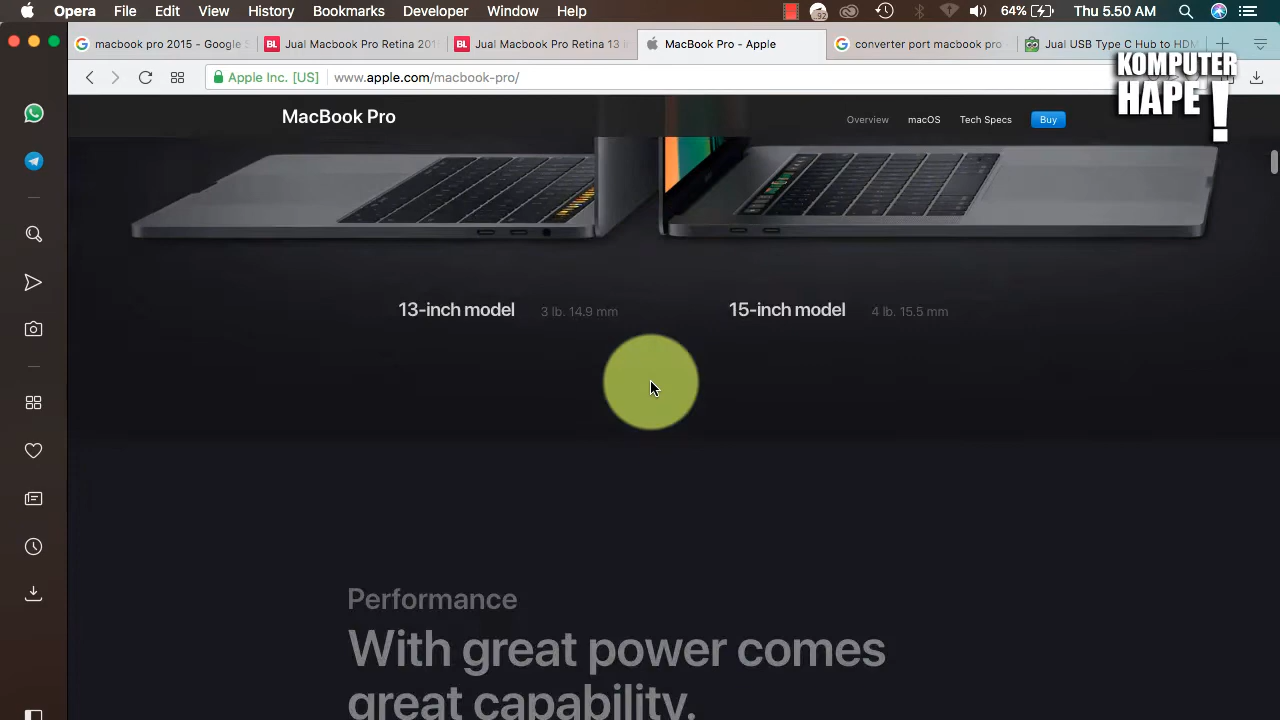 Opera File Edit View History Bookmarks Developer Window Help 64% Thu 5.50 AM
macbook pro 2015 - Google S BL Jual Macbook Pro Retina 201 BL Jual Macbook Pro Retina 13 i MacBook Pro - Apple converter port macbook pro Jual USB Type C Hub to HDM
Apple Inc. [US] www.apple.com/macbook-pro/
KOMPUTER
HAPE!
MacBook Pro Overview macOS Tech Specs Buy
13-inch model 3 lb. 14.9 mm 15-inch model 4 lb. 15.5 mm
Performance
With great power comes
great capability.